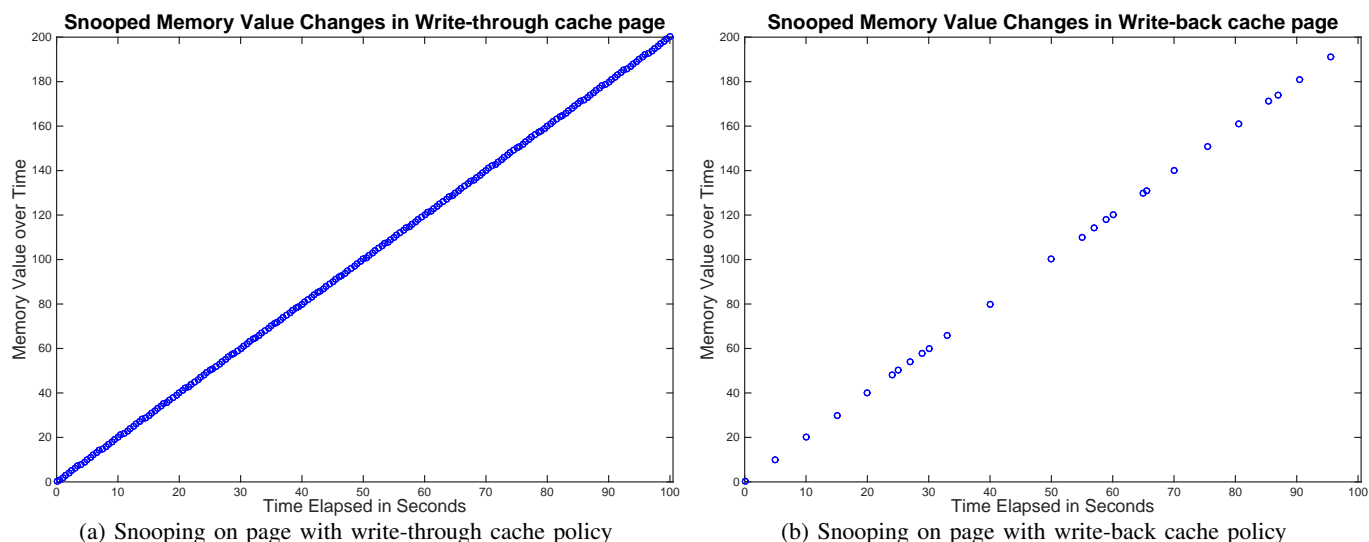 Snooped Memory Value Changes in Write-through cache page
200
180
160
140
120
100
80
60
40
20
0
Memory Value over Time
0 10 20 30 40 50 60 70 80 90 100
Time Elapsed in Seconds
(a) Snooping on page with write-through cache policy
Snooped Memory Value Changes in Write-back cache page
200
180
160
140
120
100
80
60
40
20
0
Memory Value over Time
0 10 20 30 40 50 60 70 80 90 100
Time Elapsed in Seconds
(b) Snooping on page with write-back cache policy